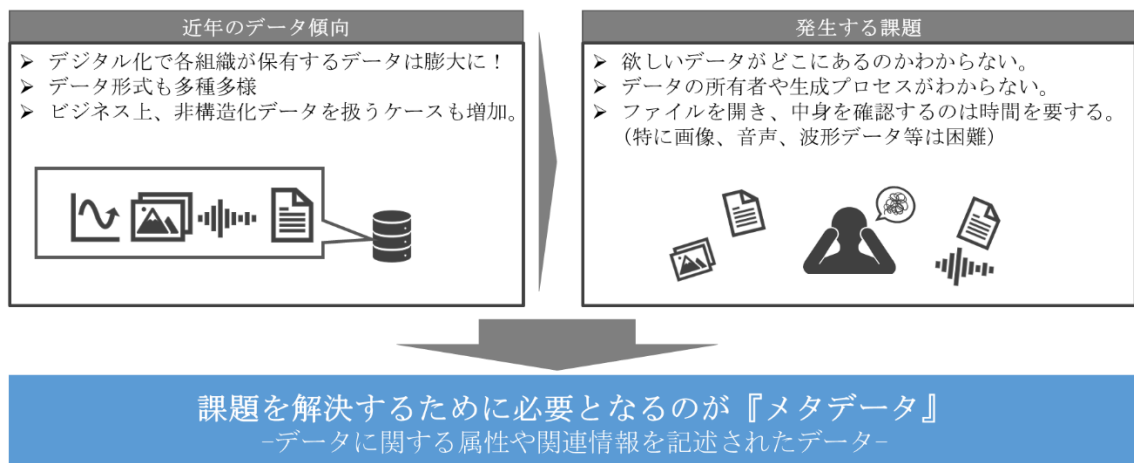 近年のデータ傾向
➤ デジタル化で各組織が保有するデータは膨大に!
➤ データ形式も多種多様
➤ ビジネス上、非構造化データを扱うケースも増加。
発生する課題
➤ 欲しいデータがどこにあるのかわからない。
➤ データの所有者や生成プロセスがわからない。
➤ ファイルを開き、中身を確認するのは時間を要する。
(特に画像、音声、波形データ等は困難)
課題を解決するために必要となるのが『メタデータ』
-データに関する属性や関連情報を記述されたデータ-